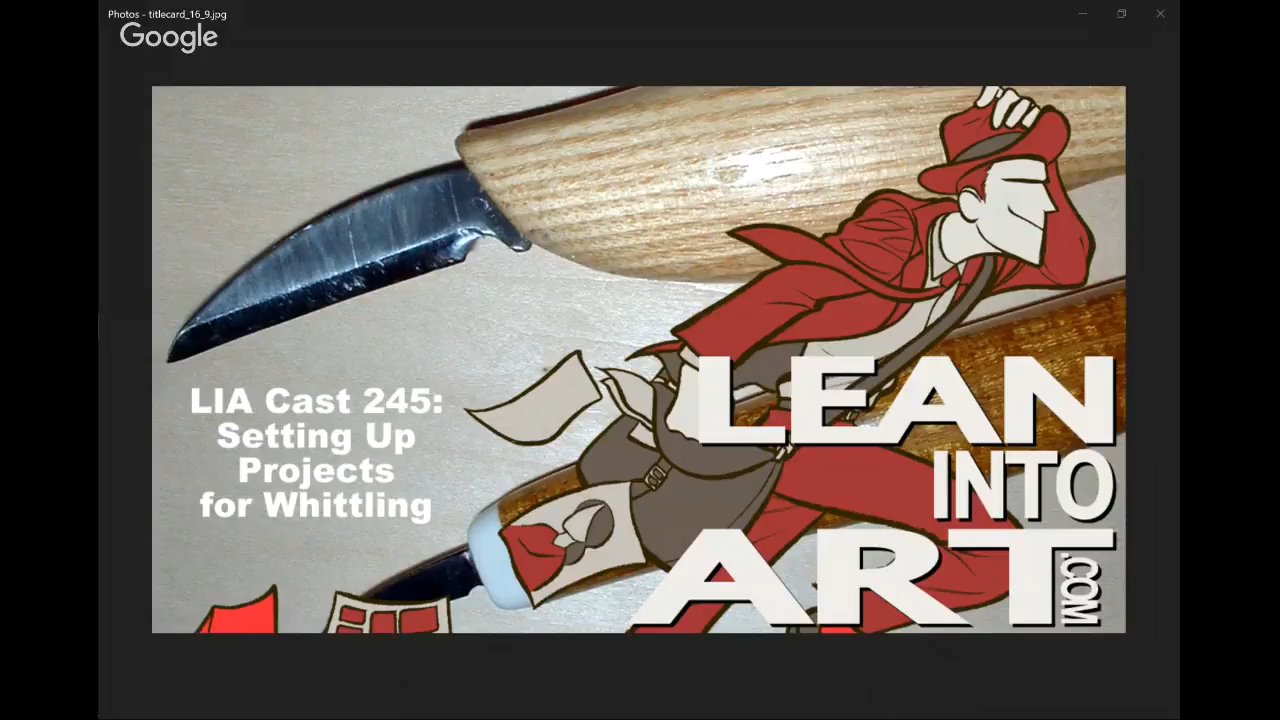 Photos - titlecard_16_9.jpg
Google
LIA Cast 245:
Setting Up
Projects
for Whittling
LEAN
INTO
ART
.COM